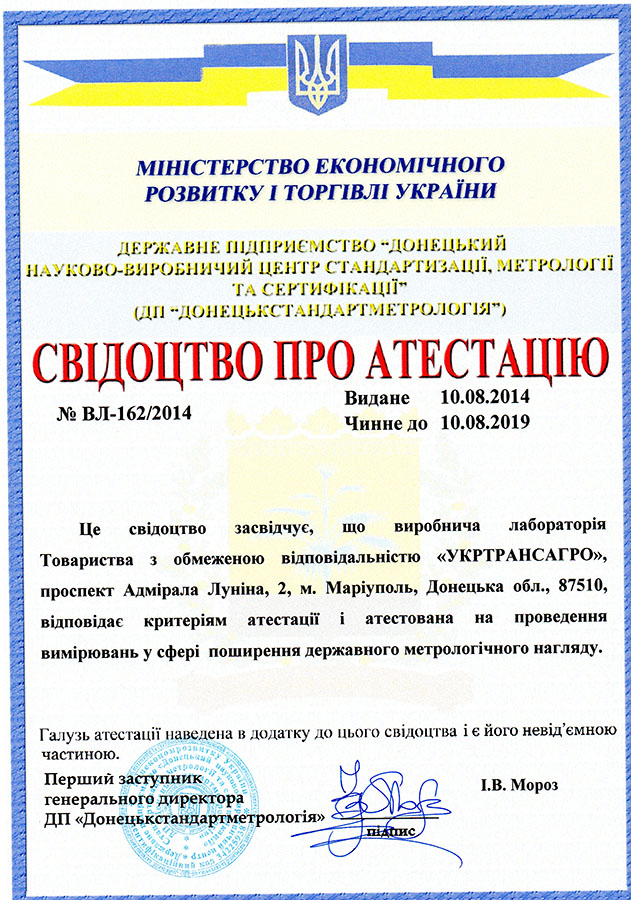 МІНІСТЕРСТВО ЕКОНОМІЧНОГО
РОЗВИТКУ І ТОРГІВЛІ УКРАЇНИ
ДЕРЖАВНЕ ПІДПРИЄМСТВО “ДОНЕЦЬКИЙ
НАУКОВО-ВИРОБНИЧИЙ ЦЕНТР СТАНДАРТИЗАЦІЇ, МЕТРОЛОГІЇ
ТА СЕРТИФІКАЦІЇ”
(ДП “ДОНЕЦЬКСТАНДАРТМЕТРОЛОГІЯ”)
СВІДОЦТВО ПРО АТЕСТАЦІЮ
№ ВЛ-162/2014
Видане 10.08.2014
Чинне до 10.08.2019
Це свідоцтво засвідчує, що виробнича лабораторія
Товариства з обмеженою відповідальністю «УКРТРАНСАГРО»,
проспект Адмірала Луніна, 2, м. Маріуполь, Донецька обл., 87510,
відповідає критеріям атестації і атестована на проведення
вимірювань у сфері поширення державного метрологічного нагляду.
Галузь атестації наведена в додатку до цього свідоцтва і є його невід’ємною
частиною.
Перший заступник
генерального директора
ДП «Донецькстандартметрологія»
підпис
І.В. Мороз